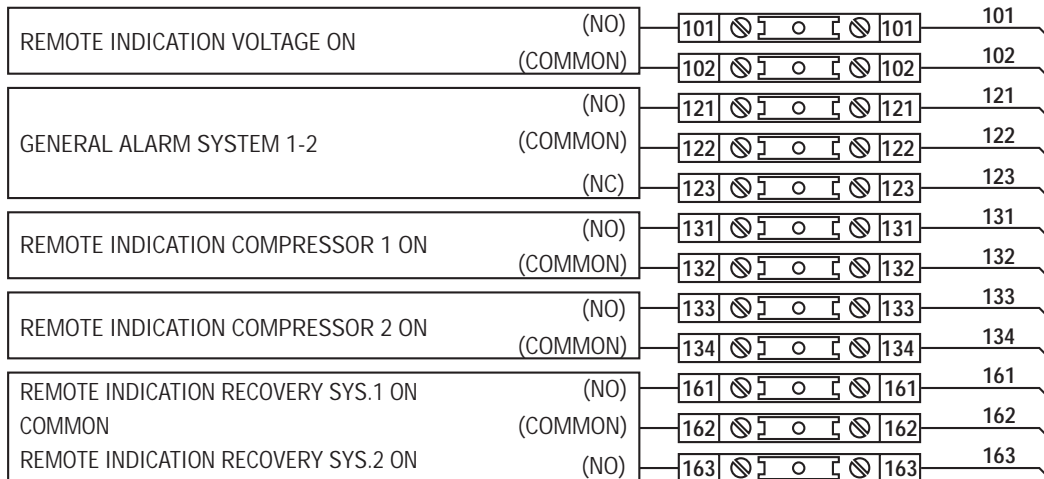 (NO) 101 101 101
REMOTE INDICATION VOLTAGE ON
(COMMON) 102 102 102
(NO) 121 121 121
GENERAL ALARM SYSTEM 1-2 (COMMON) 122 122 122
(NC) 123 123 123
(NO) 131 131 131
REMOTE INDICATION COMPRESSOR 1 ON
(COMMON) 132 132 132
(NO) 133 133 133
REMOTE INDICATION COMPRESSOR 2 ON
(COMMON) 134 134 134
REMOTE INDICATION RECOVERY SYS.1 ON (NO) 161 161 161
COMMON (COMMON) 162 162 162
REMOTE INDICATION RECOVERY SYS.2 ON (NO) 163 163 163